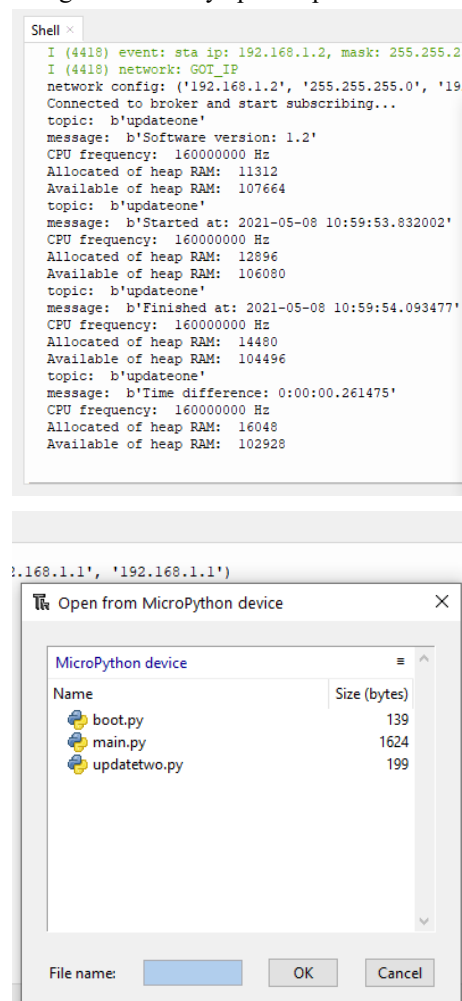 Shell ×
I (4418) event: sta ip: 192.168.1.2, mask: 255.255.2
I (4418) network: GOT_IP
network config: ('192.168.1.2', '255.255.255.0', '19
Connected to broker and start subscribing...
topic:  b'updateone'
message:  b'Software version: 1.2'
CPU frequency:  160000000 Hz
Allocated of heap RAM:  11312
Available of heap RAM:  107664
topic:  b'updateone'
message:  b'Started at: 2021-05-08 10:59:53.832002'
CPU frequency:  160000000 Hz
Allocated of heap RAM:  12896
Available of heap RAM:  106080
topic:  b'updateone'
message:  b'Finished at: 2021-05-08 10:59:54.093477'
CPU frequency:  160000000 Hz
Allocated of heap RAM:  14480
Available of heap RAM:  104496
topic:  b'updateone'
message:  b'Time difference: 0:00:00.261475'
CPU frequency:  160000000 Hz
Allocated of heap RAM:  16048
Available of heap RAM:  102928
2.168.1.1', '192.168.1.1')
Open from MicroPython device
MicroPython device
Name Size (bytes)
boot.py 139
main.py 1624
updatetwo.py 199
File name: OK Cancel